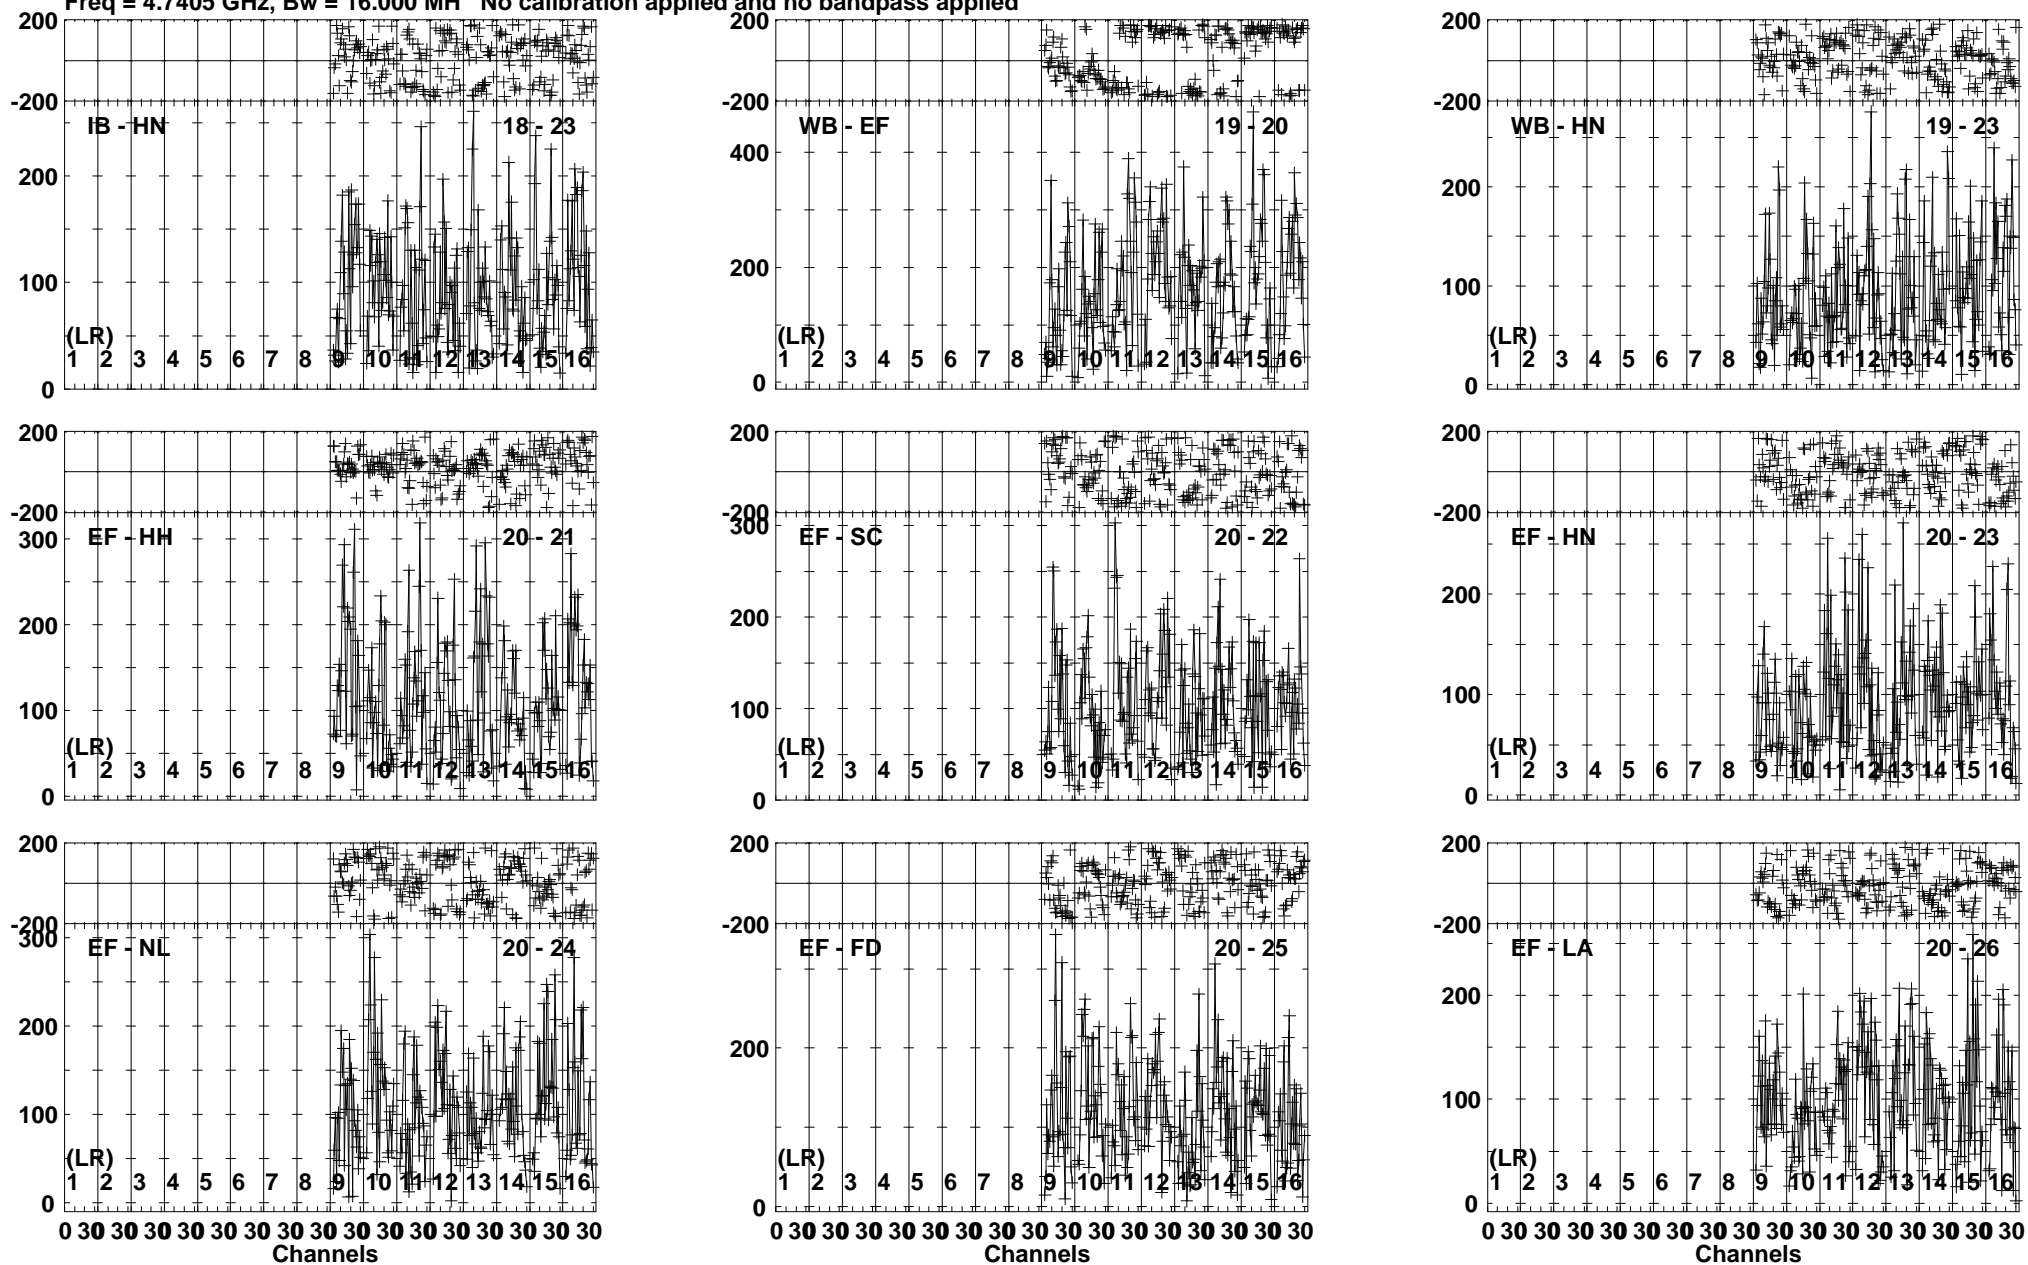 Freq = 4.7405 GHz, Bw = 16.000 MH No calibration applied and no bandpass applied
200
-200
IB - HN 18 - 23
200
100
0
(LR)
1 2 3 4 5 6 7 8 9 10 11 12 13 14 15 16
200
-200
WB - EF 19 - 20
400
200
0
(LR)
1 2 3 4 5 6 7 8 9 10 11 12 13 14 15 16
200
-200
WB - HN 19 - 23
200
100
0
(LR)
1 2 3 4 5 6 7 8 9 10 11 12 13 14 15 16
200
-200
EF - HH 20 - 21
300
200
100
0
(LR)
1 2 3 4 5 6 7 8 9 10 11 12 13 14 15 16
200
-200
300
EF - SC 20 - 22
200
100
0
(LR)
1 2 3 4 5 6 7 8 9 10 11 12 13 14 15 16
200
-200
EF - HN 20 - 23
200
100
0
(LR)
1 2 3 4 5 6 7 8 9 10 11 12 13 14 15 16
200
-200
300
EF - NL 20 - 24
200
100
0
(LR)
1 2 3 4 5 6 7 8 9 10 11 12 13 14 15 16
0 30 30 30 30 30 30 30 30 30 30 30 30 30 30 30 30
Channels
200
-200
EF - FD 20 - 25
200
0
(LR)
1 2 3 4 5 6 7 8 9 10 11 12 13 14 15 16
0 30 30 30 30 30 30 30 30 30 30 30 30 30 30 30 30
Channels
200
-200
EF - LA 20 - 26
200
100
0
(LR)
1 2 3 4 5 6 7 8 9 10 11 12 13 14 15 16
0 30 30 30 30 30 30 30 30 30 30 30 30 30 30 30 30
Channels